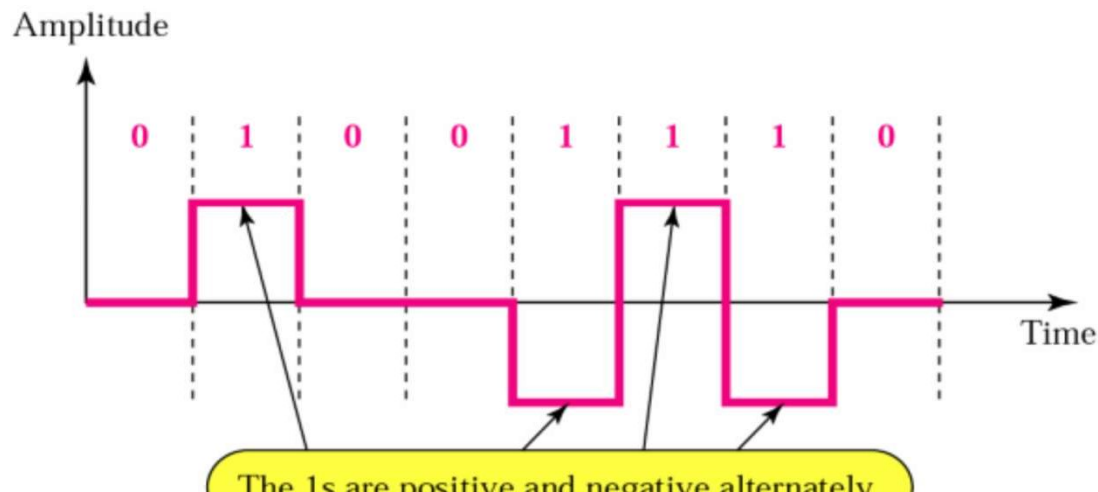 Amplitude
0 1 0 0 1 1 1 0
Time
The 1s are positive and negative alternately